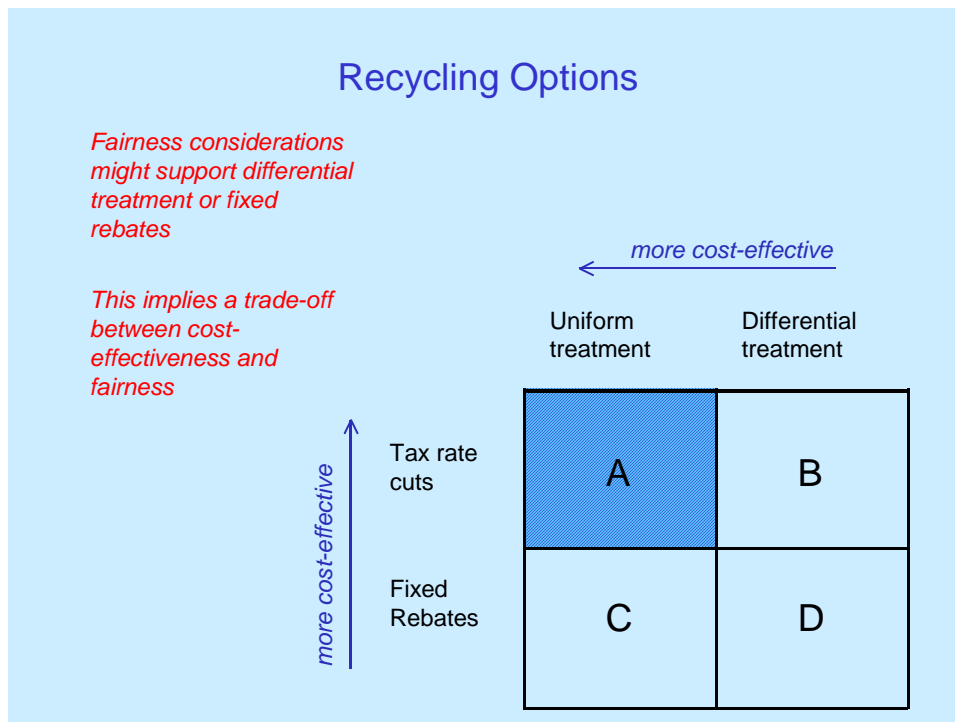 Recycling Options
Fairness considerations
might support differential
treatment or fixed
rebates
This implies a trade-off
between cost-
effectiveness and
fairness
more cost-effective
Uniform
treatment
Differential
treatment
more cost-effective
Tax rate
cuts
A
B
Fixed
Rebates
C
D